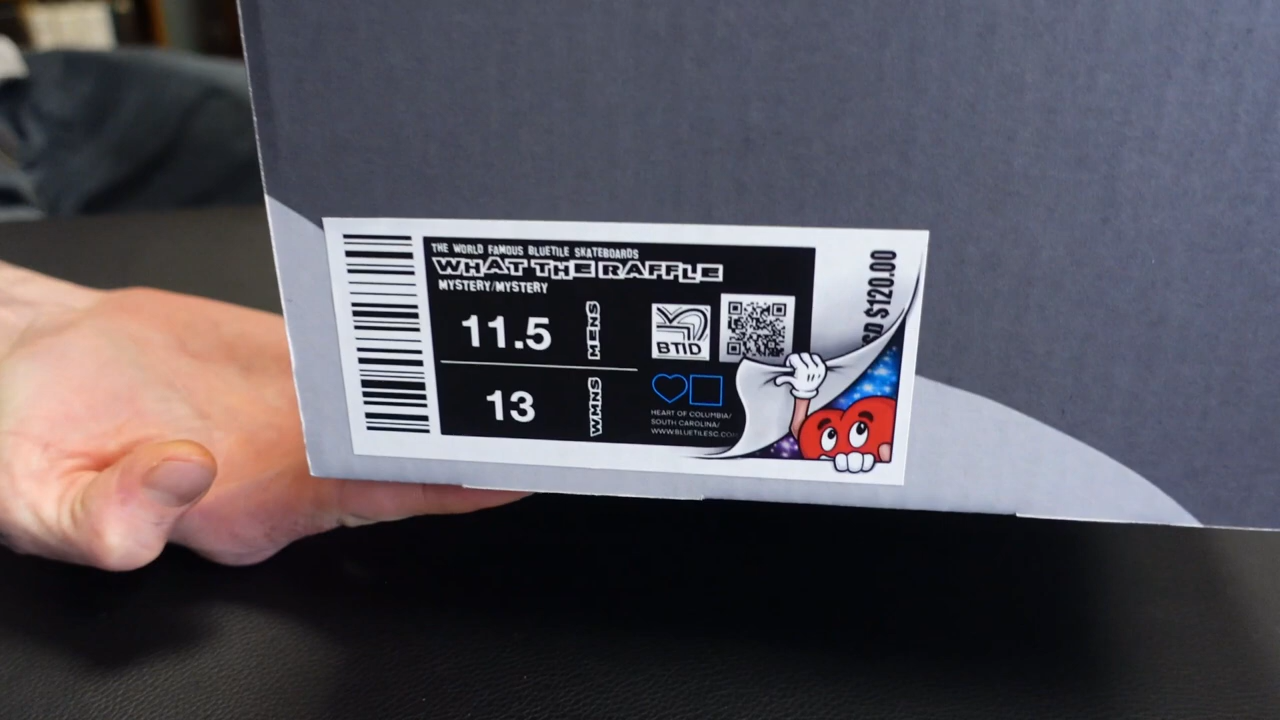 THE WORLD FAMOUS BLUETILE SKATEBOARDS
WHAT THE RAFFLE
MYSTERY/MYSTERY
11.5 MENS
13 WMNS
BTID
HEART OF COLUMBIA/
SOUTH CAROLINA/
WWW.BLUETILESC.CO
SD $120.00